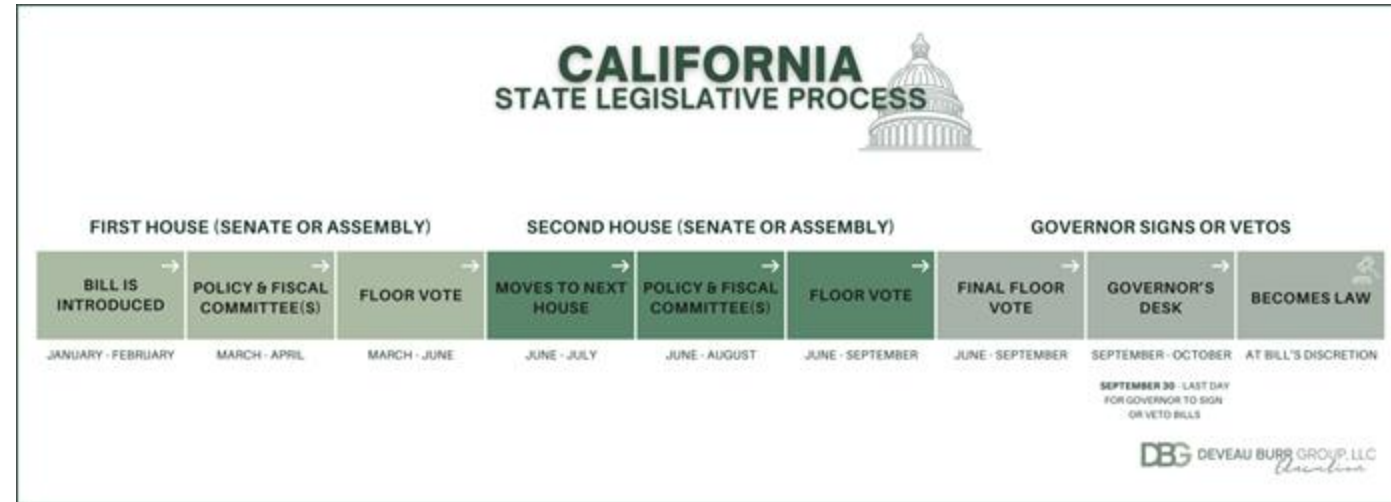 CALIFORNIA
STATE LEGISLATIVE PROCESS
FIRST HOUSE (SENATE OR ASSEMBLY)
BILL IS
INTRODUCED
JANUARY - FEBRUARY
POLICY & FISCAL
COMMITTEE(S)
MARCH - APRIL
FLOOR VOTE
MARCH - JUNE
SECOND HOUSE (SENATE OR ASSEMBLY)
MOVES TO NEXT
HOUSE
JUNE - JULY
POLICY & FISCAL
COMMITTEE(S)
JUNE - AUGUST
FLOOR VOTE
JUNE - SEPTEMBER
GOVERNOR SIGNS OR VETOS
FINAL FLOOR
VOTE
JUNE - SEPTEMBER
GOVERNOR'S
DESK
SEPTEMBER - OCTOBER
SEPTEMBER 30 - LAST DAY
FOR GOVERNOR TO SIGN
OR VETO BILLS
BECOMES LAW
AT BILL'S DISCRETION
DBG DEVEAU BURR GROUP, LLC